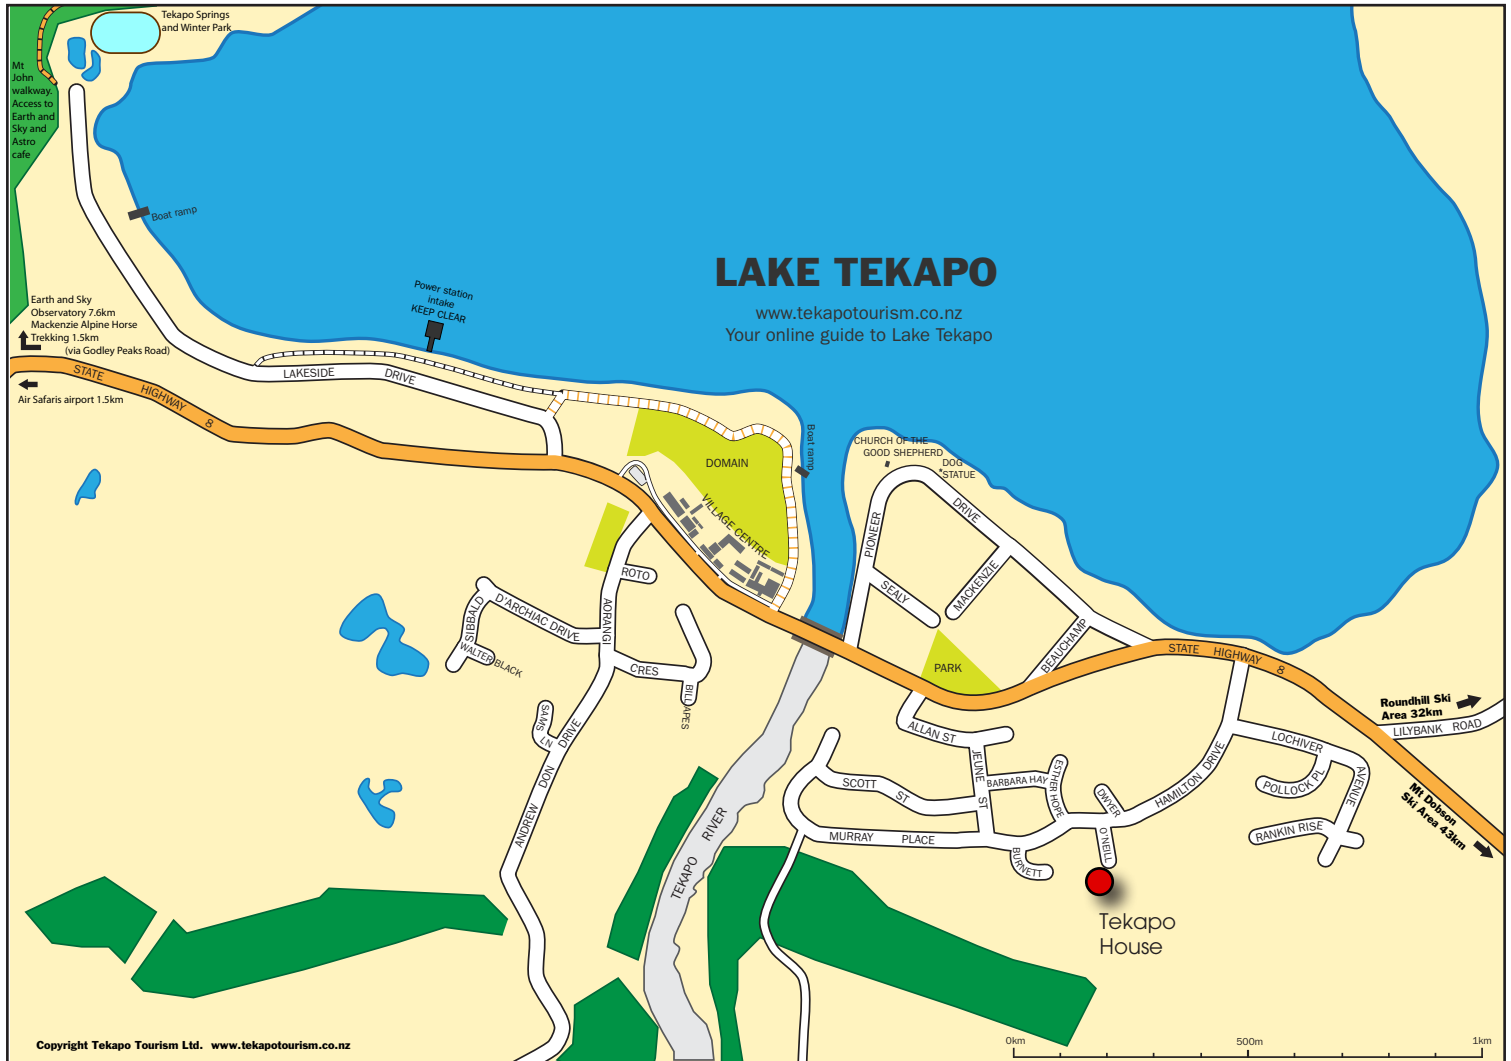 Tekapo Springs
and Winter Park
Mt
John
walkway.
Access to
Earth and
Sky and
Astro
cafe
Boat ramp
Power station
intake
KEEP CLEAR
LAKE TEKAPO
www.tekapotourism.co.nz
Your online guide to Lake Tekapo
Earth and Sky
Observatory 7.6km
Mackenzie Alpine Horse
Trekking 1.5km
(via Godley Peaks Road)
STATE HIGHWAY 8
Air Safaris airport 1.5km
LAKESIDE DRIVE
DOMAIN
VILLAGE CENTRE
Boat ramp
CHURCH OF THE
GOOD SHEPHERD
DOG
*STATUE
PIONEER DRIVE
SEALY
MACKENZIE
BEAUCHAMP
PARK
STATE HIGHWAY 8
ROTO
AORANGI
CRES
D'ARCHIAC DRIVE
SIBBALD
WALTER BLACK
BILL APES
SAMS LN
ANDREW DON DRIVE
TEKAPO RIVER
ALLAN ST
JEUNE ST
BARBARA HAY
ESTHER HOPE
SCOTT ST
MURRAY PLACE
BURNETT
DWYER
O'NEILL
HAMILTON DRIVE
LOCHIVER AVENUE
POLLOCK PL
RANKIN RISE
Roundhill Ski
Area 32km
LILYBANK ROAD
Mt Dobson
Ski Area 43km
Tekapo
House
Copyright Tekapo Tourism Ltd. www.tekapotourism.co.nz
0km 500m 1km